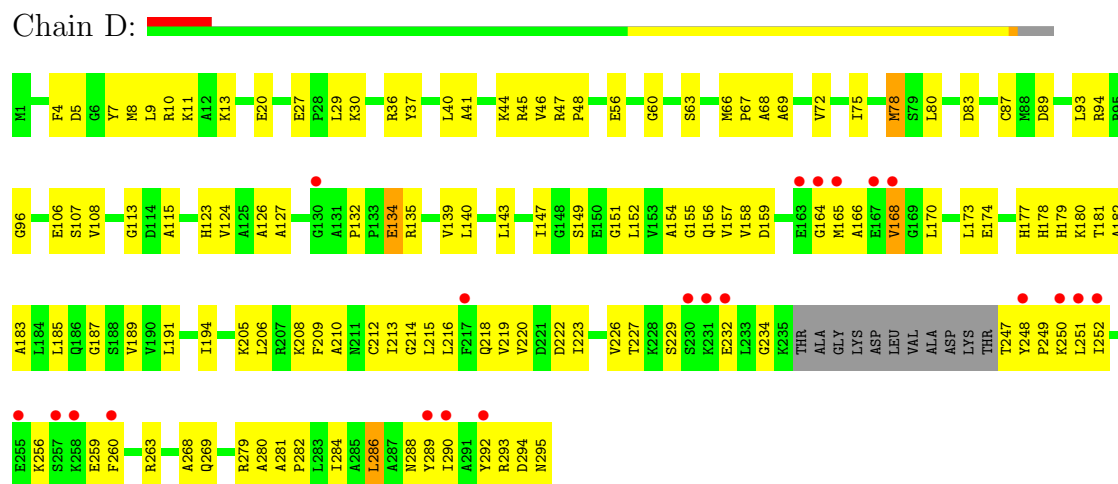 Chain D:
M1 F4 D5 G6 Y7 M8 L9 R10 K11 A12 K13 E20 E27 P28 L29 K30 R36 Y37 L40 A41 K44 R45 V46 R47 P48 E56 G60 S63 M66 P67 A68 A69 V72 I75 M78 S79 L80 D83 C87 M88 D89 L93 R94 P95
G96 E106 S107 V108 G113 D114 A115 H123 V124 A125 A126 A127 G130 A131 P132 P133 E134 R135 V139 L140 L143 I147 G148 S149 E150 G151 L152 V153 A154 G155 Q156 V157 V158 D159 E163 G164 M165 A166 E167 V168 G169 L170 L173 E174 H177 H178 H179 K180 T181 A182
A183 L184 L185 Q186 G187 S188 V189 V190 L191 I194 K205 L206 R207 K208 F209 A210 N211 C212 I213 G214 L215 L216 F217 Q218 V219 V220 D221 D222 I223 V226 T227 K228 S229 S230 K231 E232 L233 G234 K235 THR ALA GLY LYS ASP LEU VAL ALA ASP LYS THR T247 Y248 P249 K250 L251 I252
E255 K256 S257 K258 E259 F260 R263 A268 Q269 R279 A280 A281 P282 L283 I284 A285 L286 A287 N288 Y289 I290 A291 Y292 R293 D294 N295